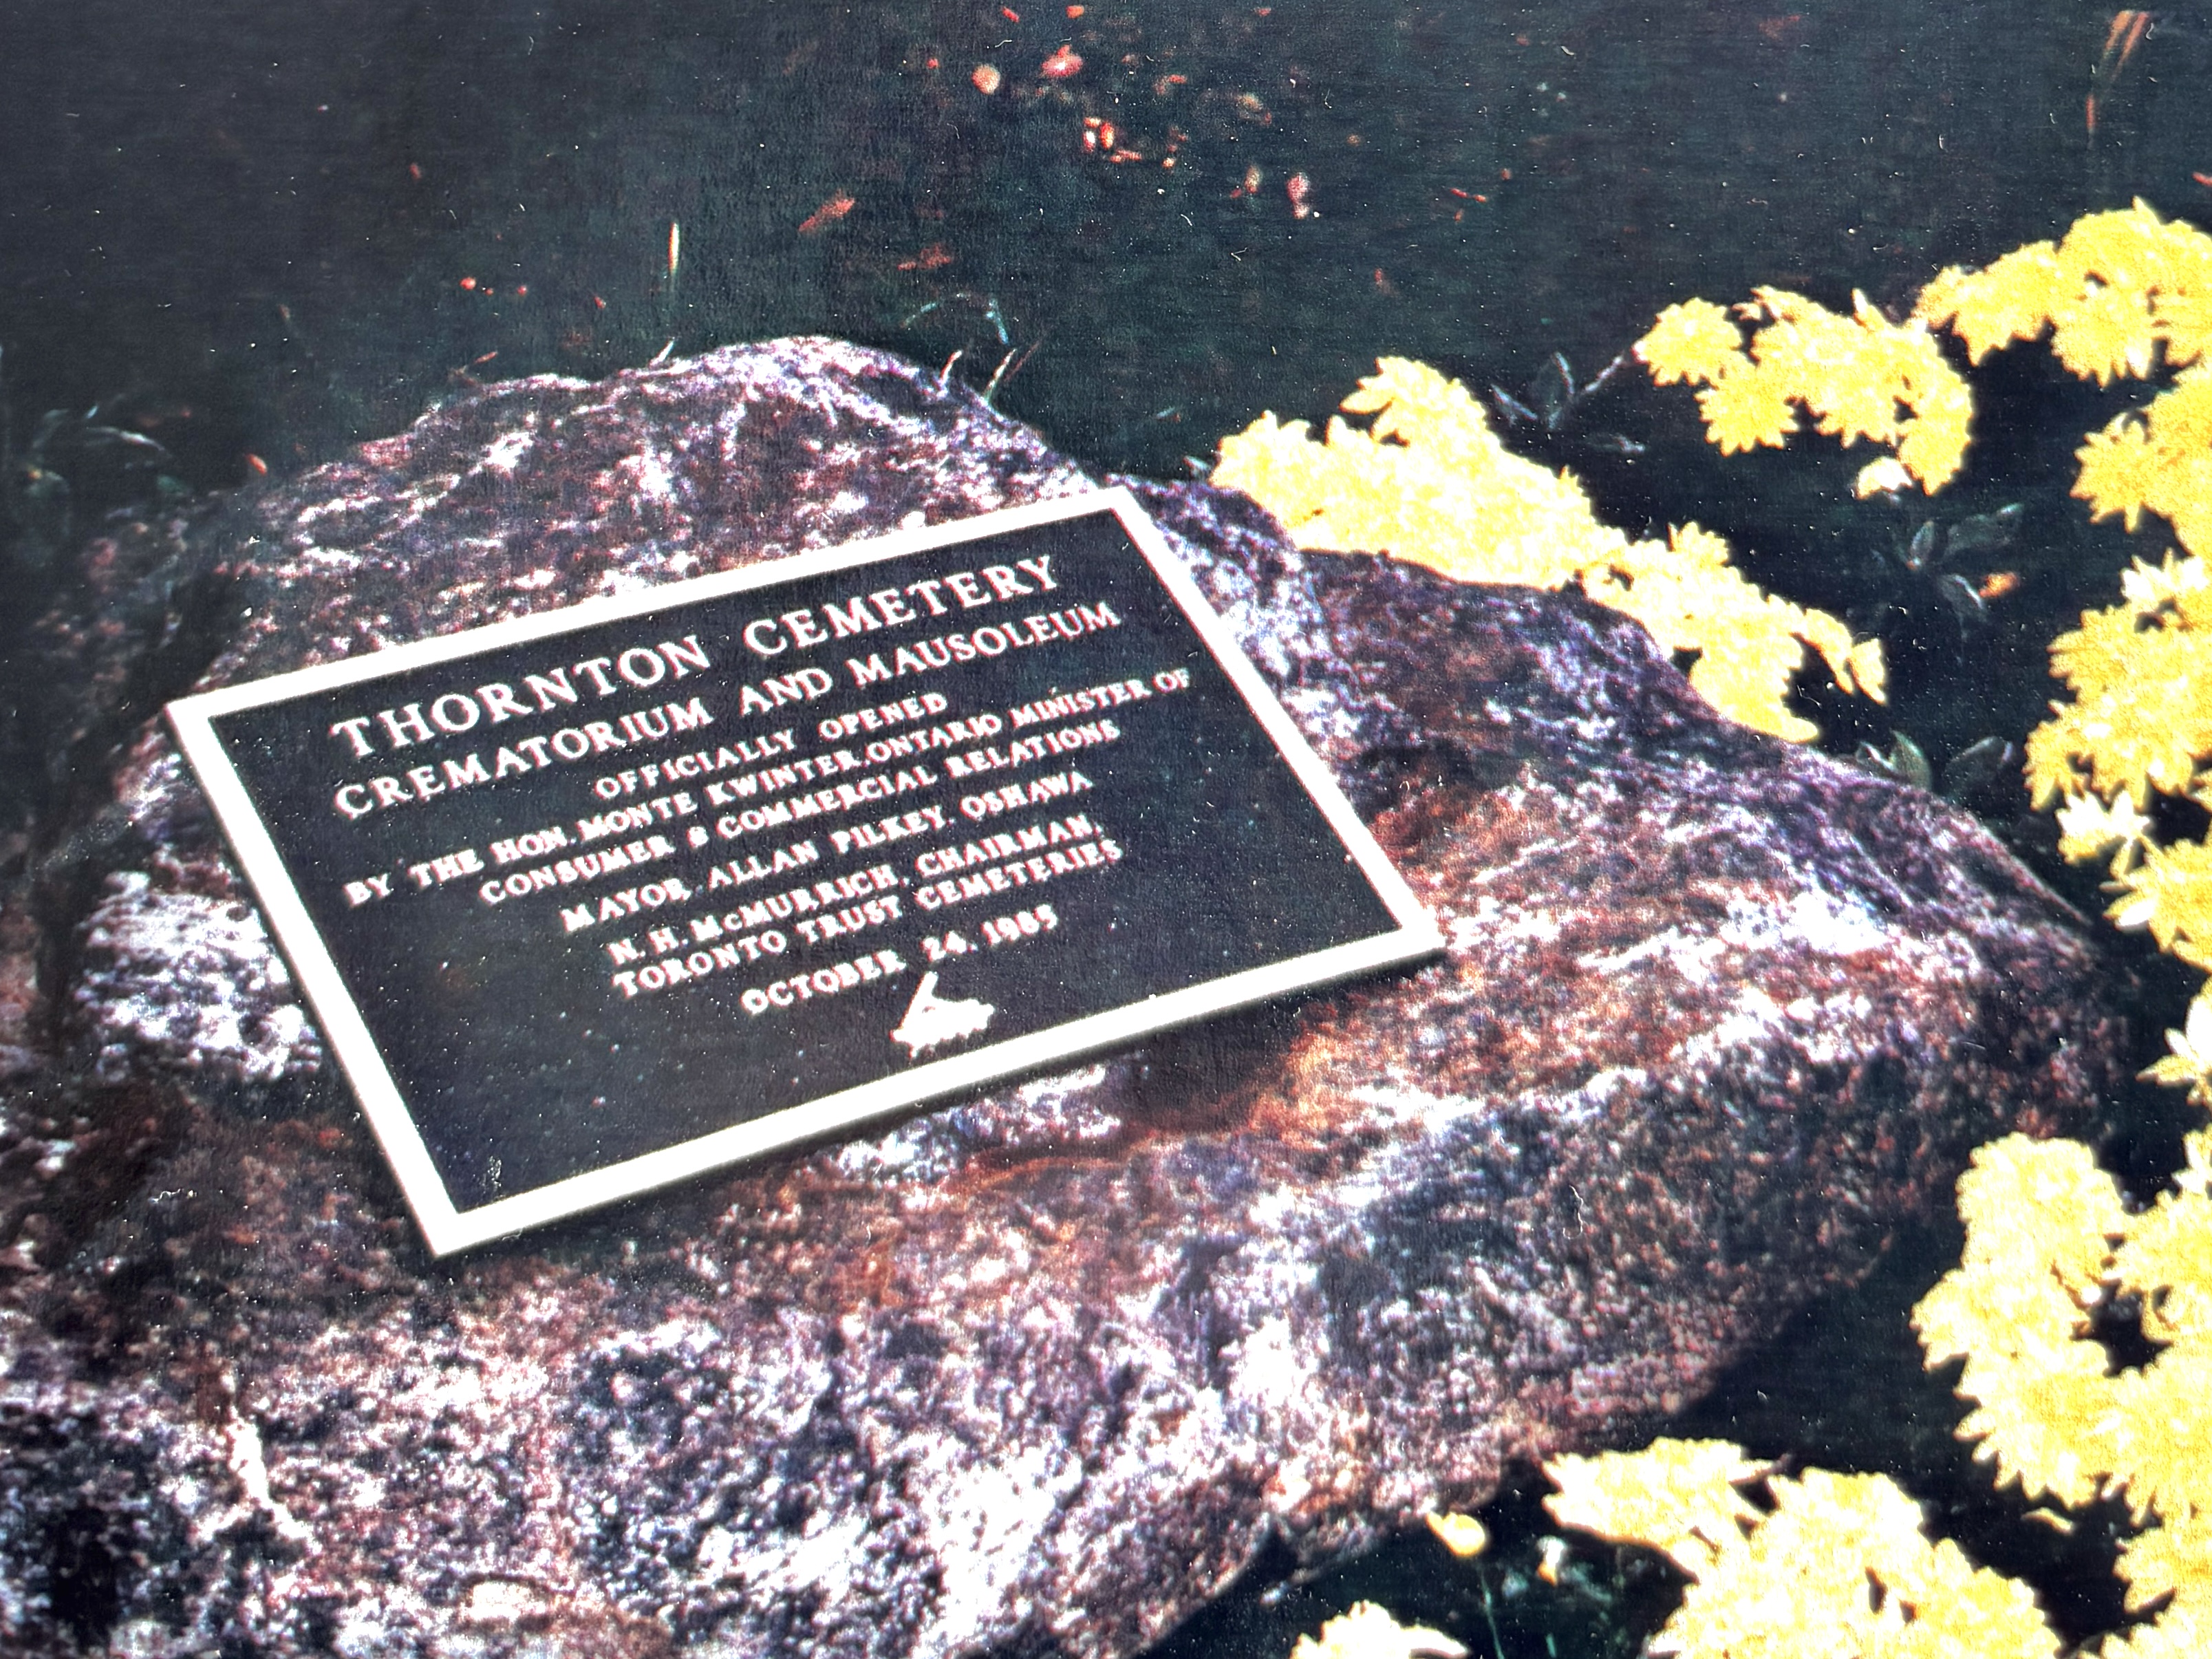 THORNTON CEMETERY
CREMATORIUM AND MAUSOLEUM
OFFICIALLY OPENED
BY THE HON. MONTE KWINTER, ONTARIO MINISTER OF
CONSUMER & COMMERCIAL RELATIONS
MAYOR ALLAN PILKEY, OSHAWA
N. H. McMURRICH, CHAIRMAN,
TORONTO TRUST CEMETERIES
OCTOBER 24, 1985